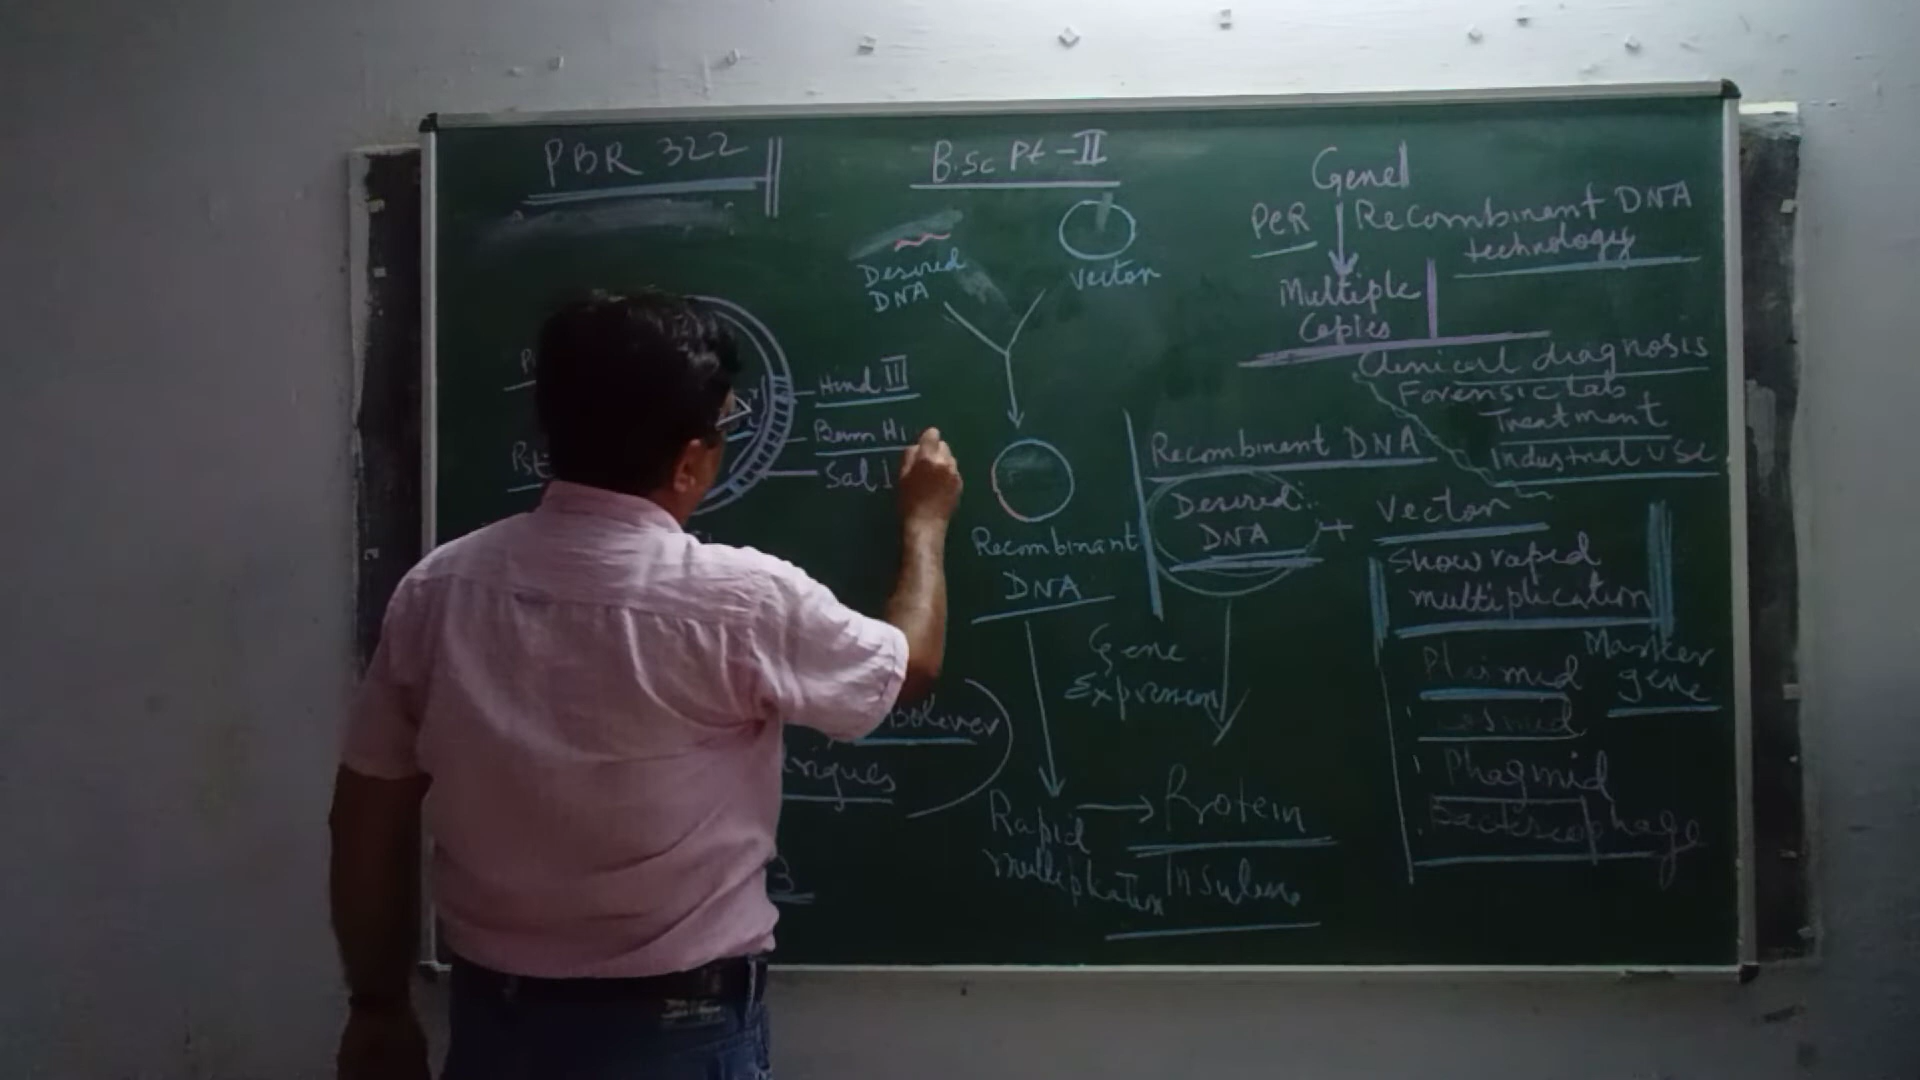 PBR 322
Hind III
Bam H1
Sal I
Pst
B.Sc Pt-II
Desired
DNA
Vector
Recombinant
DNA
Gene
Expression
Rapid
multiplication
Protein
Insulin
Gene
PCR
Recombinant DNA
technology
Multiple
Copies
Clinical diagnosis
Forensic Lab
Treatment
Industrial use
Recombinant DNA
Desired
DNA
+
Vector
Show rapid
multiplication
Marker
gene
Plasmid
Cosmid
Phagmid
Bacteriophage